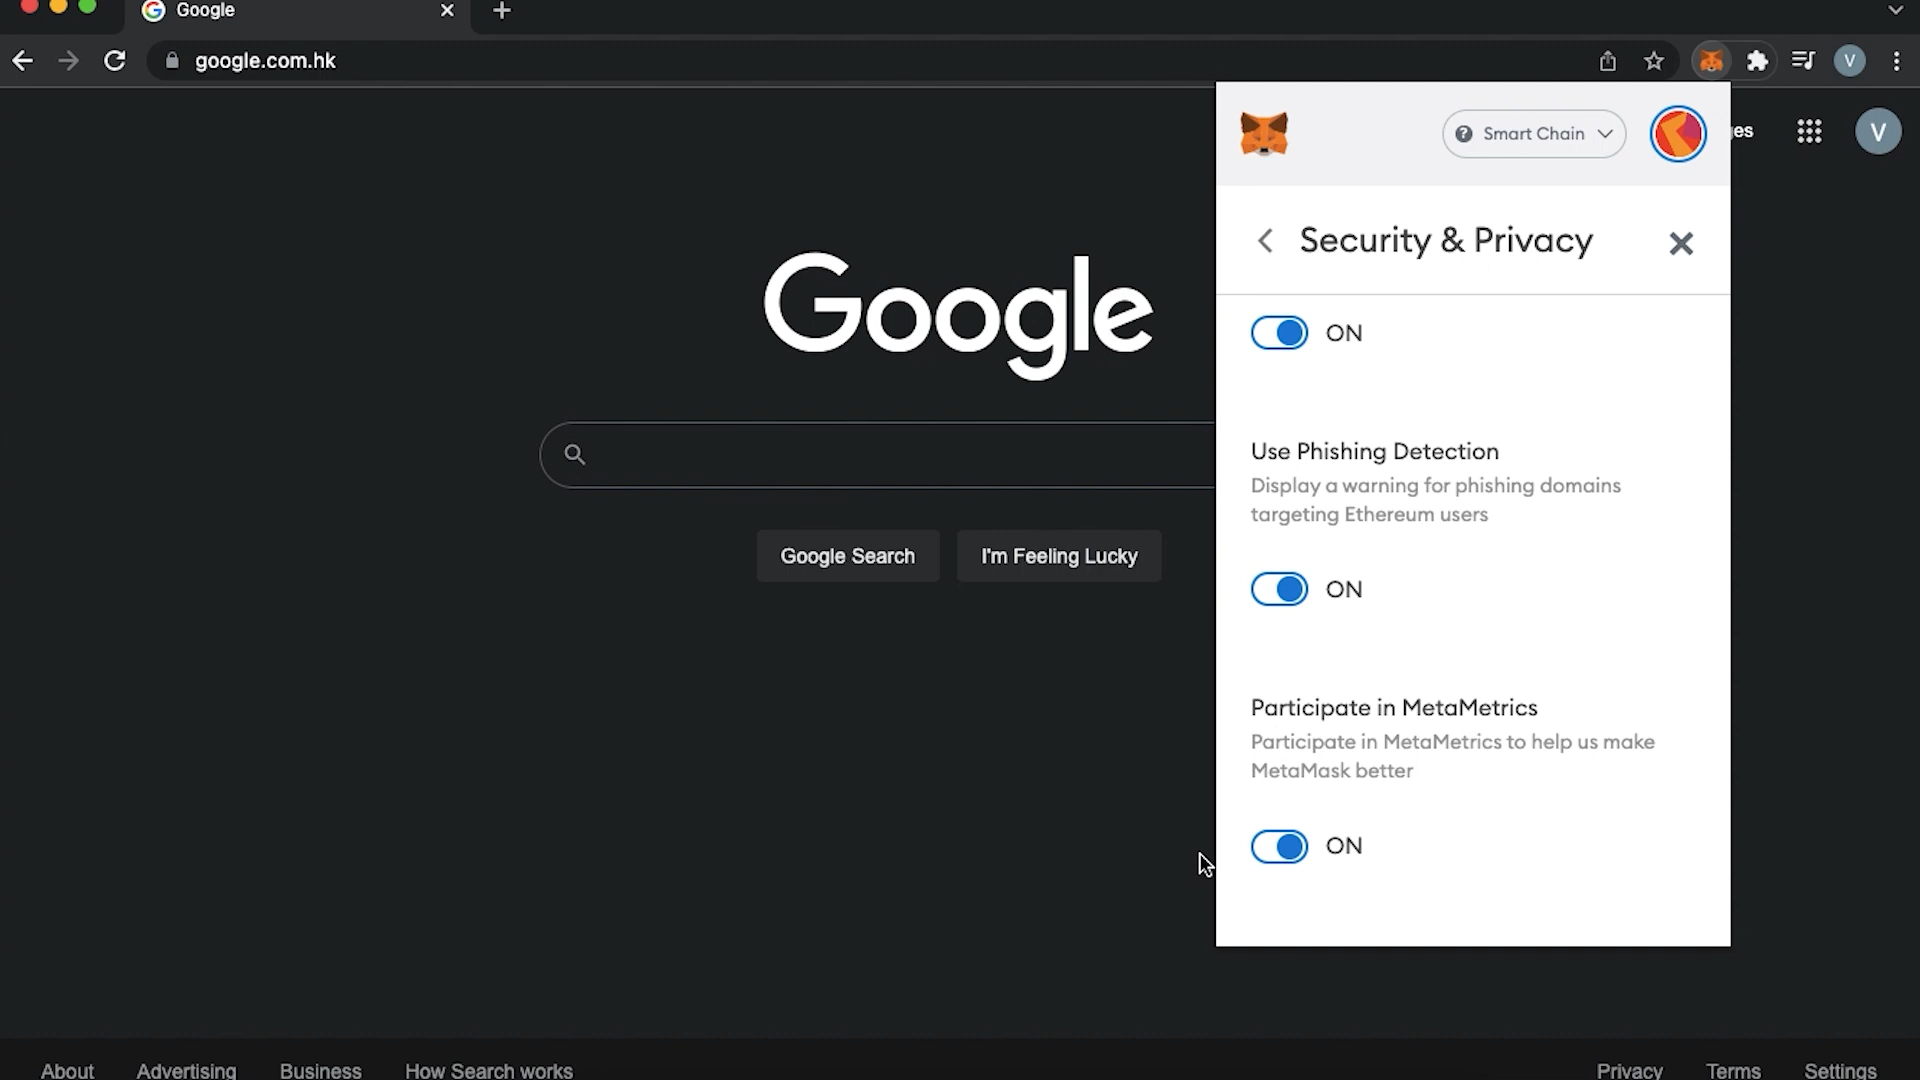 Google
google.com.hk
V
Smart Chain
ges
V
Security & Privacy
Google
ON
Use Phishing Detection
Display a warning for phishing domains
targeting Ethereum users
Google Search
I'm Feeling Lucky
ON
Participate in MetaMetrics
Participate in MetaMetrics to help us make
MetaMask better
ON
About
Advertising
Business
How Search works
Privacy
Terms
Settings